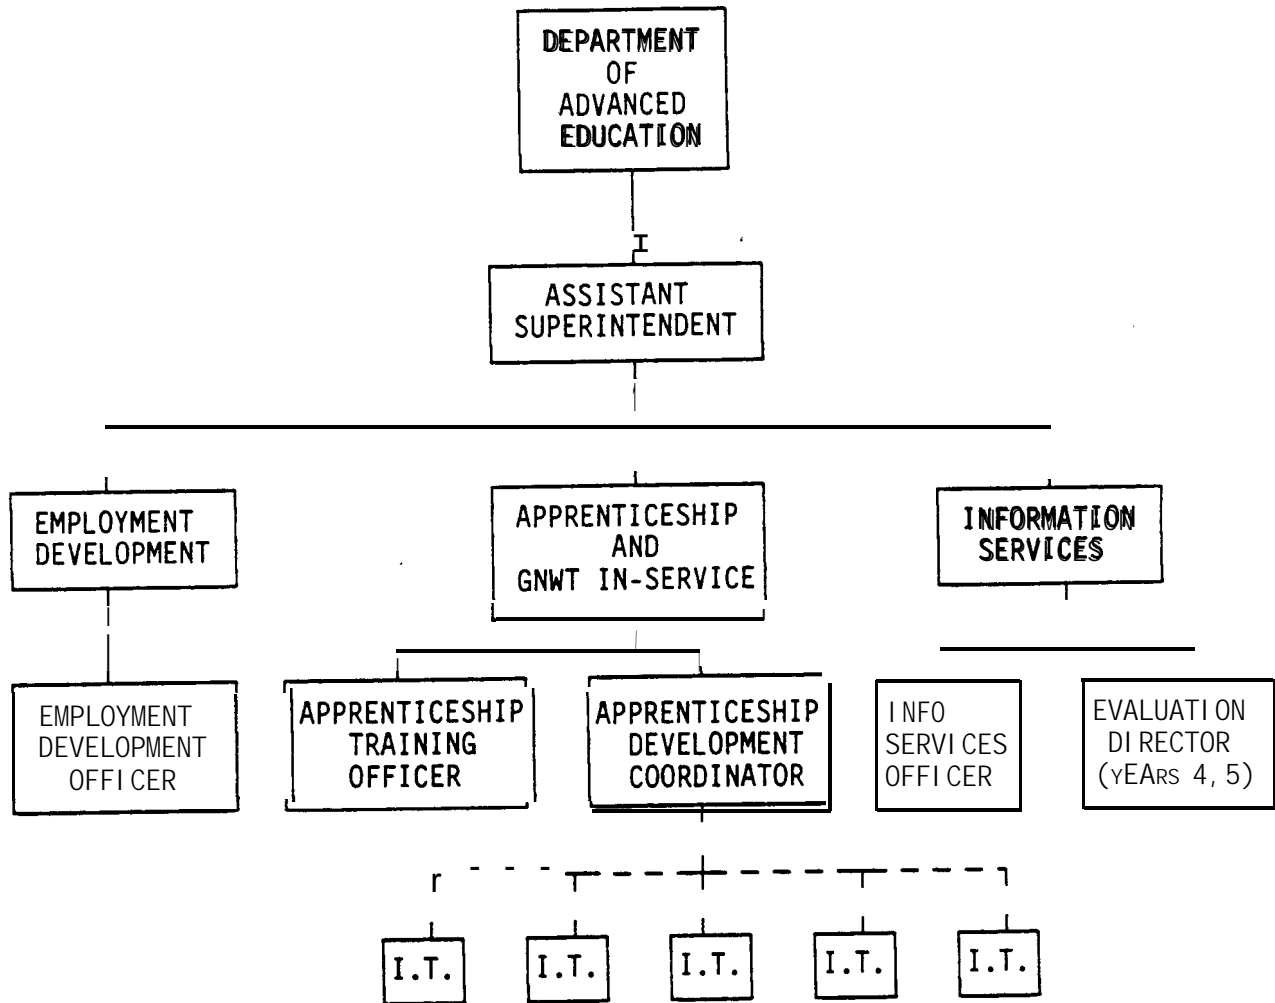 DEPARTMENT
OF
ADVANCED
EDUCATION
ASSISTANT
SUPERINTENDENT
EMPLOYMENT
DEVELOPMENT
APPRENTICESHIP
AND
GNWT IN-SERVICE
INFORMATION
SERVICES
EMPLOYMENT
DEVELOPMENT
OFFICER
APPRENTICESHIP
TRAINING
OFFICER
APPRENTICESHIP
DEVELOPMENT
COORDINATOR
INFO
SERVICES
OFFICER
EVALUATION
DIRECTOR
(yEArs 4, 5)
I.T.
I.T.
I.T.
I.T.
I.T.